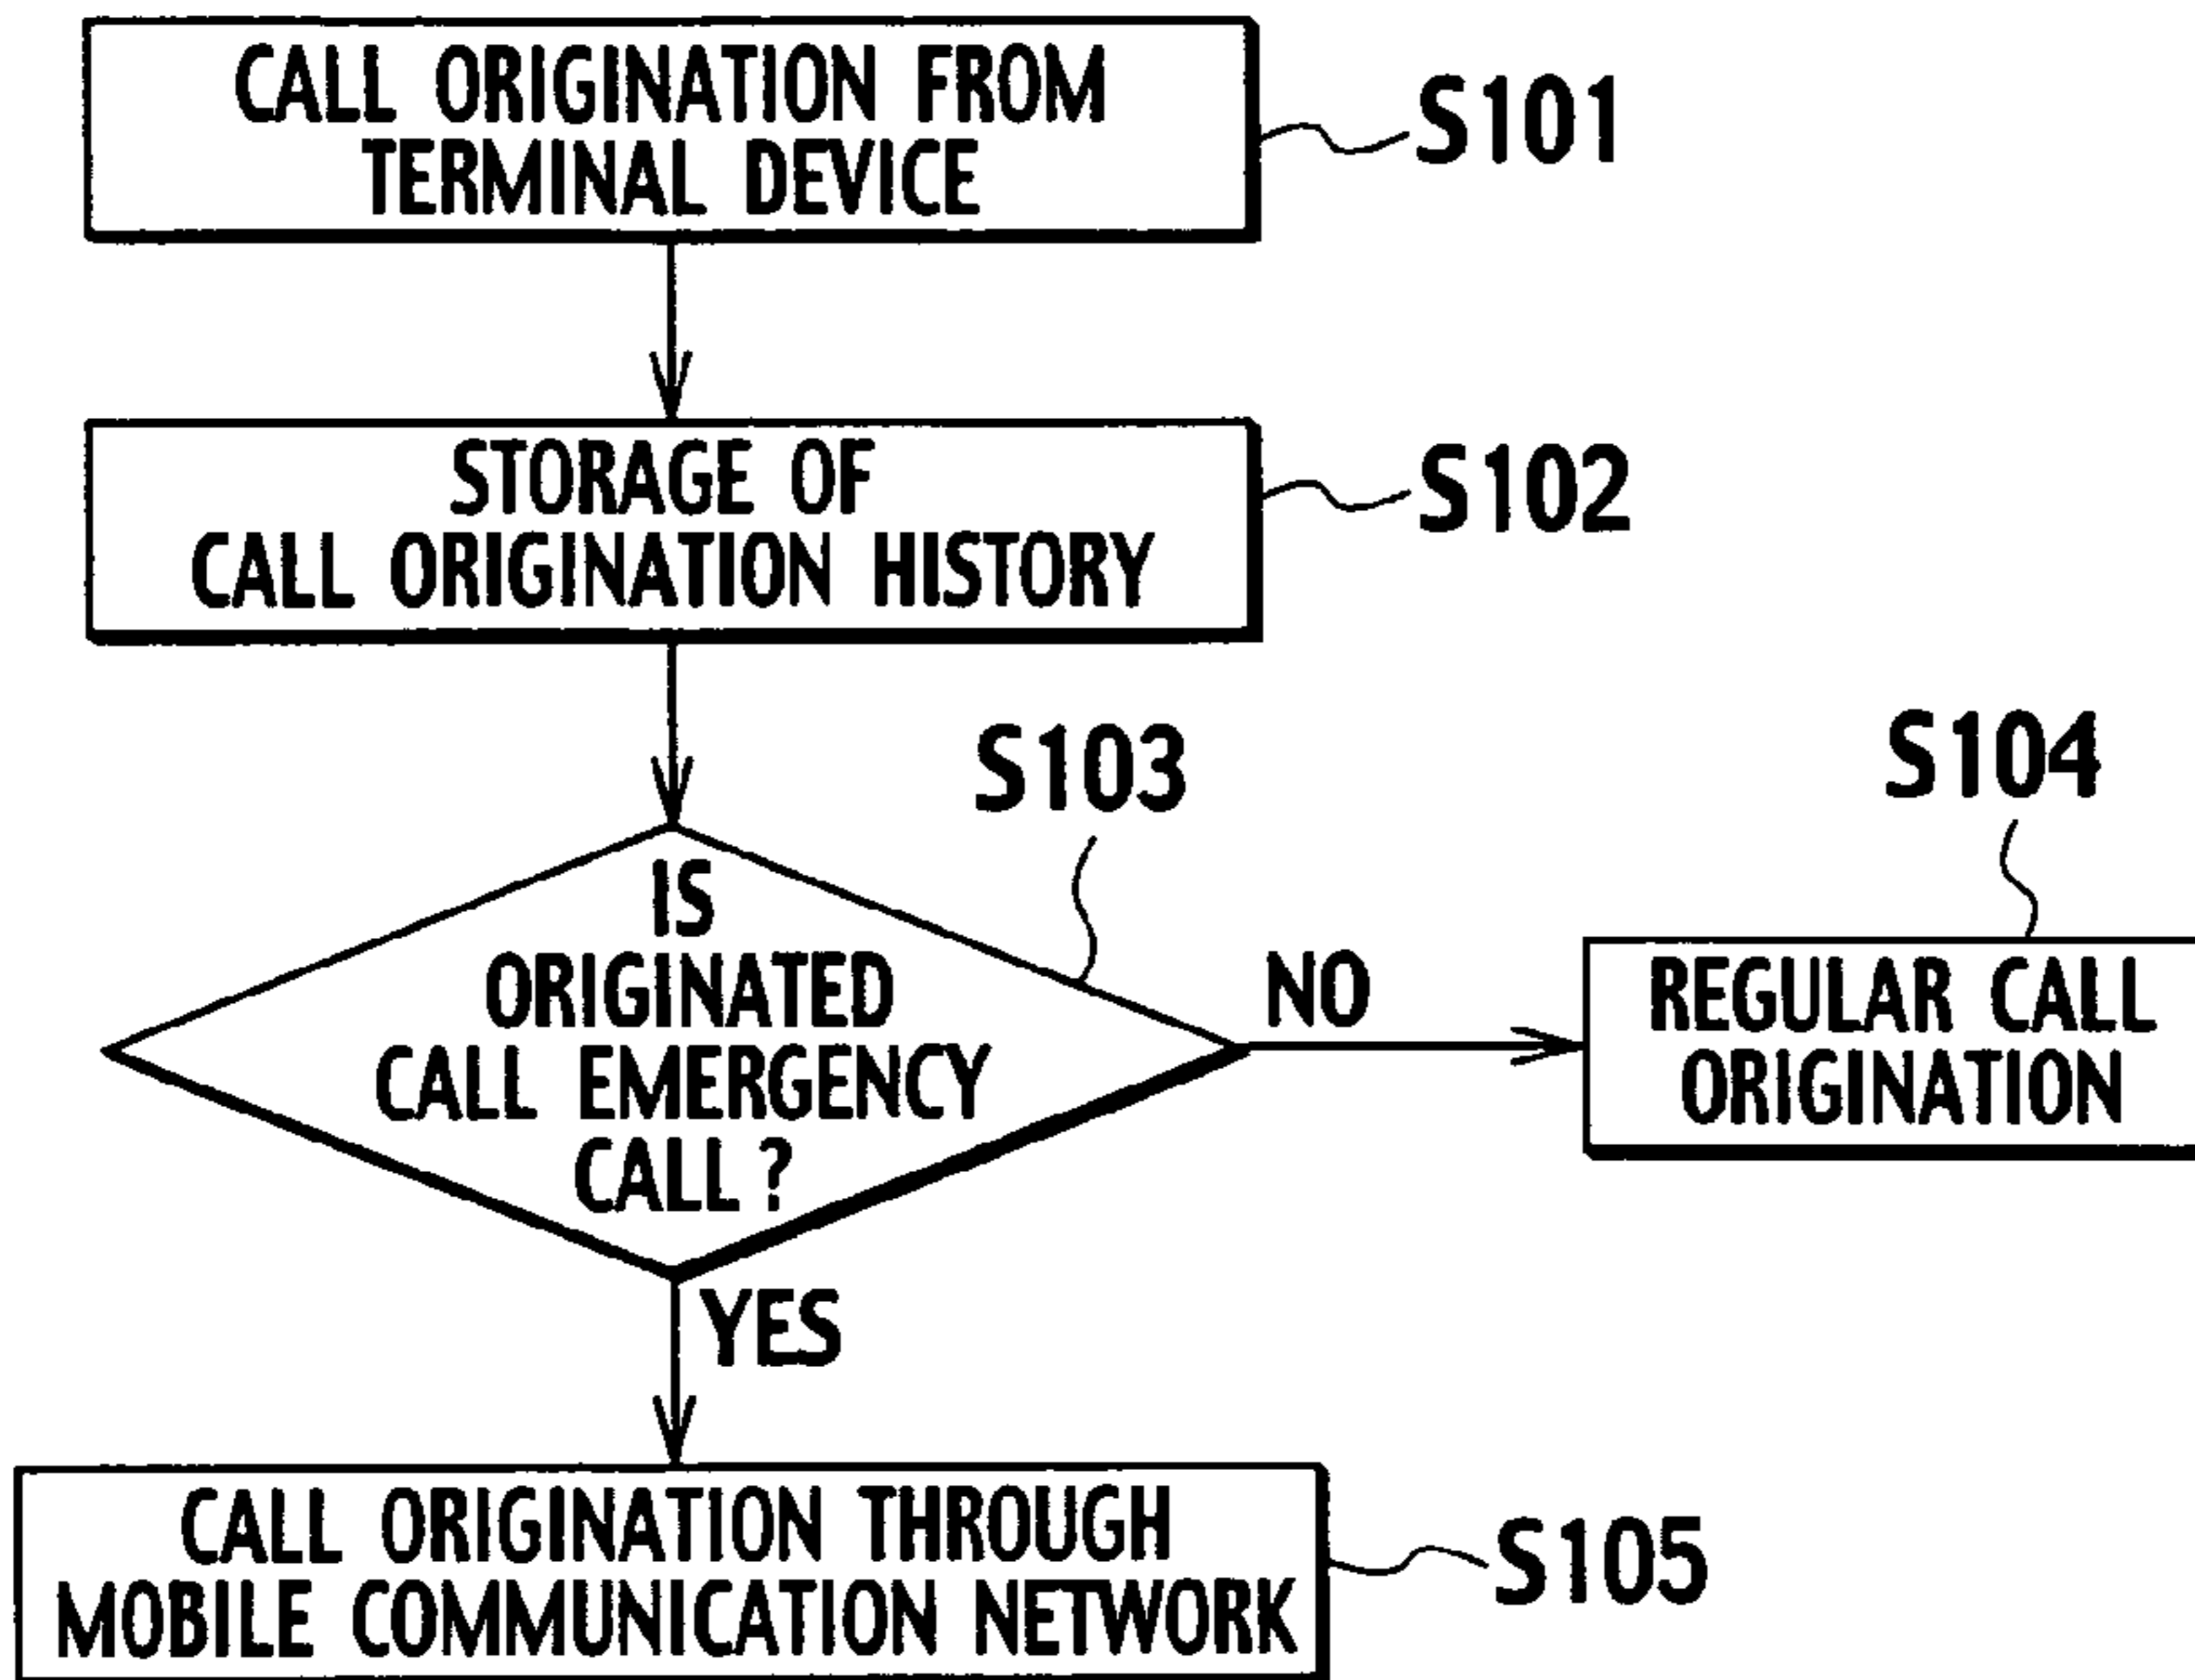 CALL ORIGINATION FROM
TERMINAL DEVICE
S101
STORAGE OF
CALL ORIGINATION HISTORY
S102
S103
IS
ORIGINATED
CALL EMERGENCY
CALL?
NO
S104
REGULAR CALL
ORIGINATION
YES
CALL ORIGINATION THROUGH
MOBILE COMMUNICATION NETWORK
S105